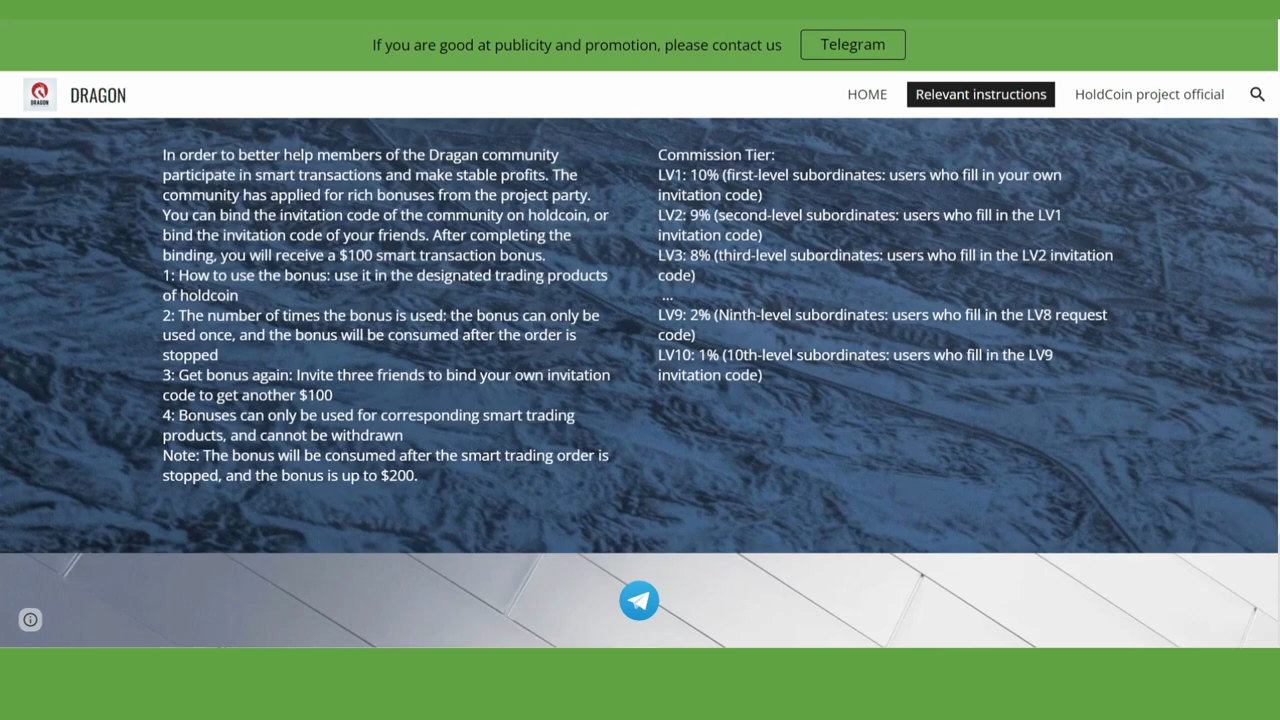 If you are good at publicity and promotion, please contact us
Telegram
DRAGON
DRAGON
HOME
Relevant instructions
HoldCoin project official
In order to better help members of the Dragan community
participate in smart transactions and make stable profits. The
community has applied for rich bonuses from the project party.
You can bind the invitation code of the community on holdcoin, or
bind the invitation code of your friends. After completing the
binding, you will receive a $100 smart transaction bonus.
1: How to use the bonus: use it in the designated trading products
of holdcoin
2: The number of times the bonus is used: the bonus can only be
used once, and the bonus will be consumed after the order is
stopped
3: Get bonus again: Invite three friends to bind your own invitation
code to get another $100
4: Bonuses can only be used for corresponding smart trading
products, and cannot be withdrawn
Note: The bonus will be consumed after the smart trading order is
stopped, and the bonus is up to $200.
Commission Tier:
LV1: 10% (first-level subordinates: users who fill in your own
invitation code)
LV2: 9% (second-level subordinates: users who fill in the LV1
invitation code)
LV3: 8% (third-level subordinates: users who fill in the LV2 invitation
code)
...
LV9: 2% (Ninth-level subordinates: users who fill in the LV8 request
code)
LV10: 1% (10th-level subordinates: users who fill in the LV9
invitation code)